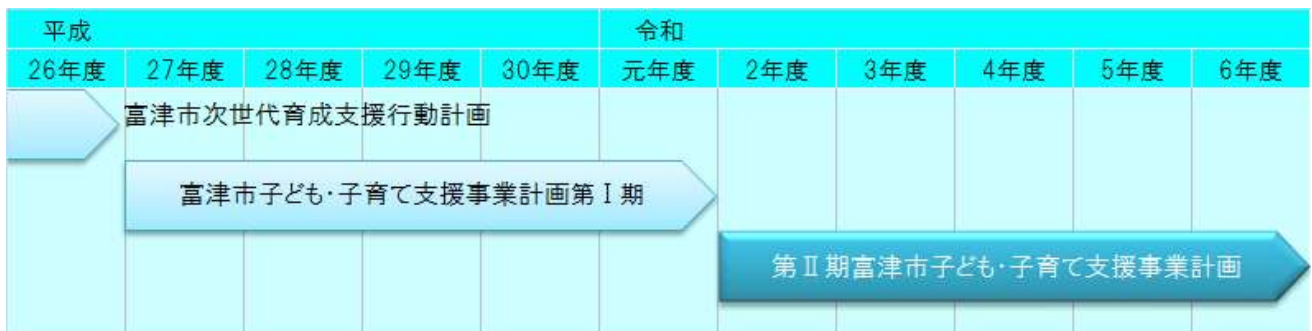 平成 令和
26年度 27年度 28年度 29年度 30年度 元年度 2年度 3年度 4年度 5年度 6年度
富津市次世代育成支援行動計画
富津市子ども・子育て支援事業計画第Ⅰ期
第Ⅱ期富津市子ども・子育て支援事業計画